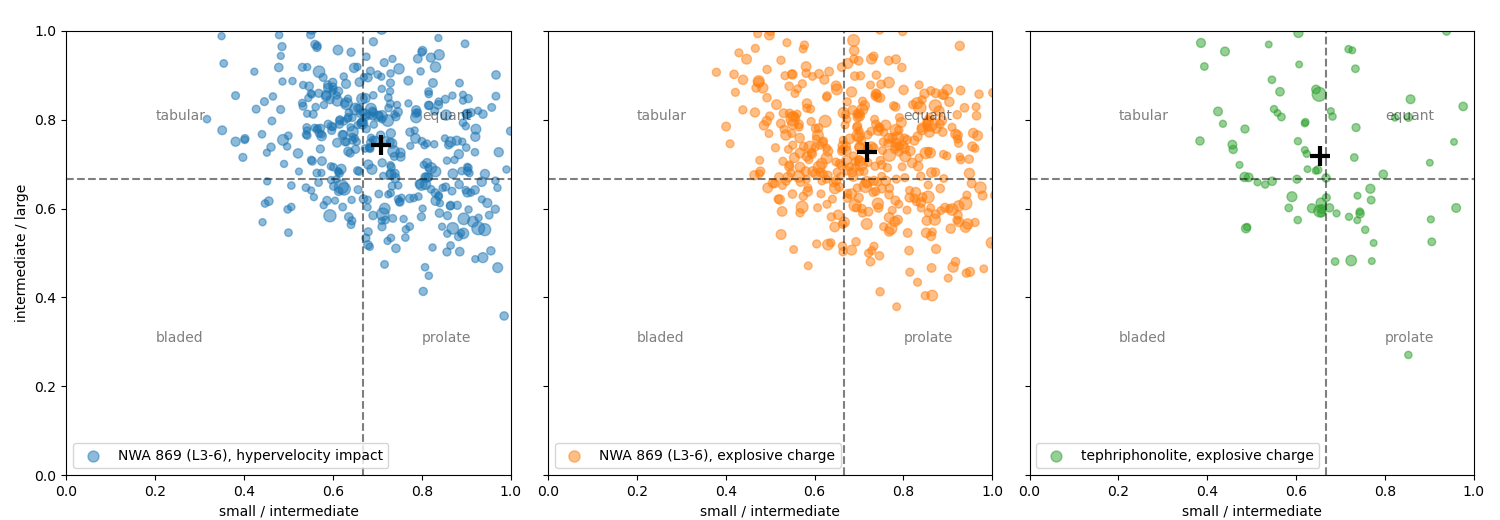 intermediate / large
1.0
0.8
0.6
0.4
0.2
0.0
tabular
equant
bladed
prolate
NWA 869 (L3-6), hypervelocity impact
0.0 0.2 0.4 0.6 0.8 1.0
small / intermediate
tabular
equant
bladed
prolate
NWA 869 (L3-6), explosive charge
0.0 0.2 0.4 0.6 0.8 1.0
small / intermediate
tabular
equant
bladed
prolate
tephriphonolite, explosive charge
0.0 0.2 0.4 0.6 0.8 1.0
small / intermediate